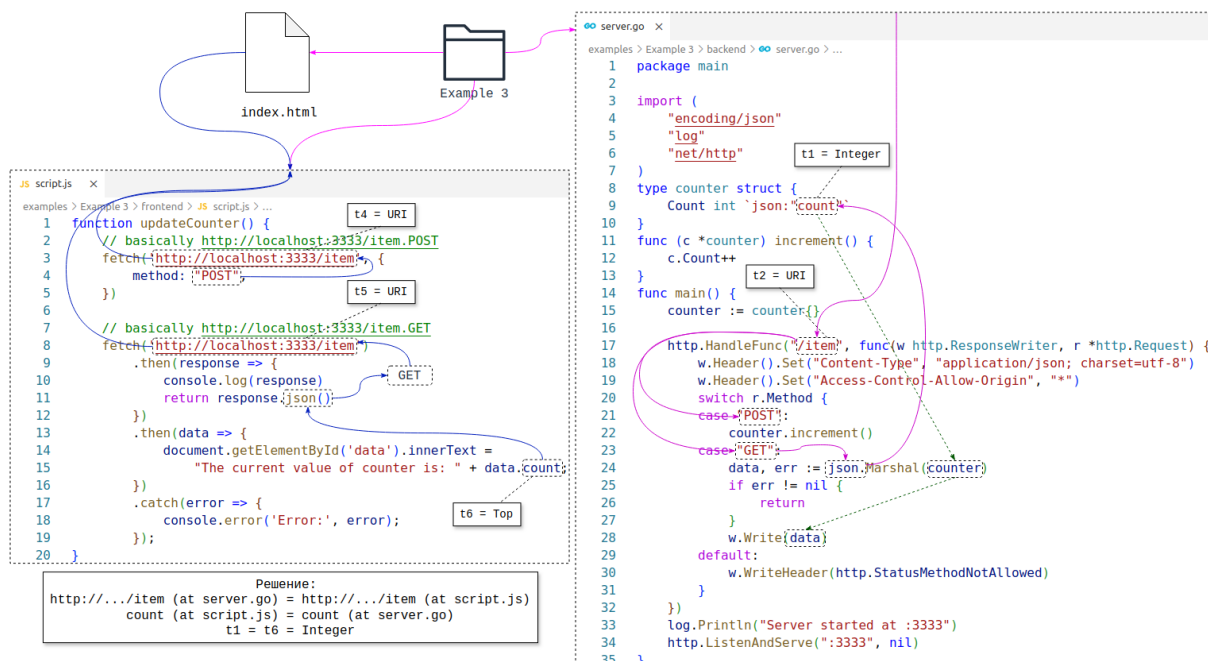 index.html
Example 3
JS script.js ×
examples > Example 3 > frontend > JS script.js > ...
1 function updateCounter() {
2 // basically http://localhost:3333/item.POST
3 fetch('http://localhost:3333/item', {
4 method: "POST",
5 })
6
7 // basically http://localhost:3333/item.GET
8 fetch('http://localhost:3333/item')
9 .then(response => {
10 console.log(response)
11 return response.json()
12 })
13 .then(data => {
14 document.getElementById('data').innerText =
15 "The current value of counter is: " + data.count;
16 })
17 .catch(error => {
18 console.error('Error:', error);
19 });
20 }
t4 = URI
t5 = URI
GET
t6 = Top
Решение:
http://.../item (at server.go) = http://.../item (at script.js)
count (at script.js) = count (at server.go)
t1 = t6 = Integer
server.go ×
examples > Example 3 > backend > server.go > ...
1 package main
2
3 import (
4 "encoding/json"
5 "log"
6 "net/http"
7 )
8 type counter struct {
9 Count int `json:"count"`
10 }
11 func (c *counter) increment() {
12 c.Count++
13 }
14 func main() {
15 counter := counter{}
16
17 http.HandleFunc("/item", func(w http.ResponseWriter, r *http.Request) {
18 w.Header().Set("Content-Type", "application/json; charset=utf-8")
19 w.Header().Set("Access-Control-Allow-Origin", "*")
20 switch r.Method {
21 case "POST":
22 counter.increment()
23 case "GET":
24 data, err := json.Marshal(counter)
25 if err != nil {
26 return
27 }
28 w.Write(data)
29 default:
30 w.WriteHeader(http.StatusMethodNotAllowed)
31 }
32 })
33 log.Println("Server started at :3333")
34 http.ListenAndServe(":3333", nil)
35 }
t1 = Integer
t2 = URI